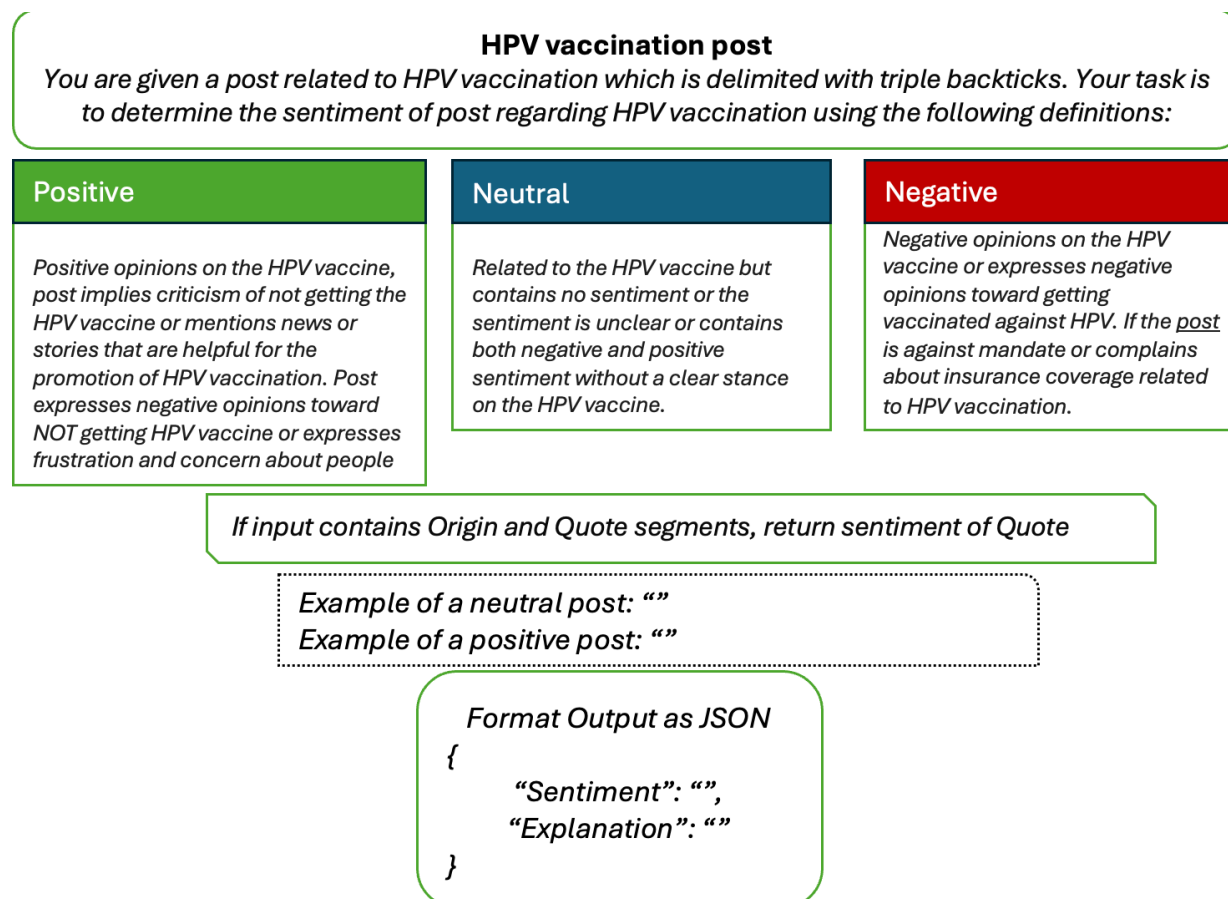 HPV vaccination post
You are given a post related to HPV vaccination which is delimited with triple backticks. Your task is
to determine the sentiment of post regarding HPV vaccination using the following definitions:
Positive
Positive opinions on the HPV vaccine,
post implies criticism of not getting the
HPV vaccine or mentions news or
stories that are helpful for the
promotion of HPV vaccination. Post
expresses negative opinions toward
NOT getting HPV vaccine or expresses
frustration and concern about people
Neutral
Related to the HPV vaccine but
contains no sentiment or the
sentiment is unclear or contains
both negative and positive
sentiment without a clear stance
on the HPV vaccine.
Negative
Negative opinions on the HPV
vaccine or expresses negative
opinions toward getting
vaccinated against HPV. If the post
is against mandate or complains
about insurance coverage related
to HPV vaccination.
If input contains Origin and Quote segments, return sentiment of Quote
Example of a neutral post: “”
Example of a positive post: “”
Format Output as JSON
{
“Sentiment”: “”,
“Explanation”: “”
}